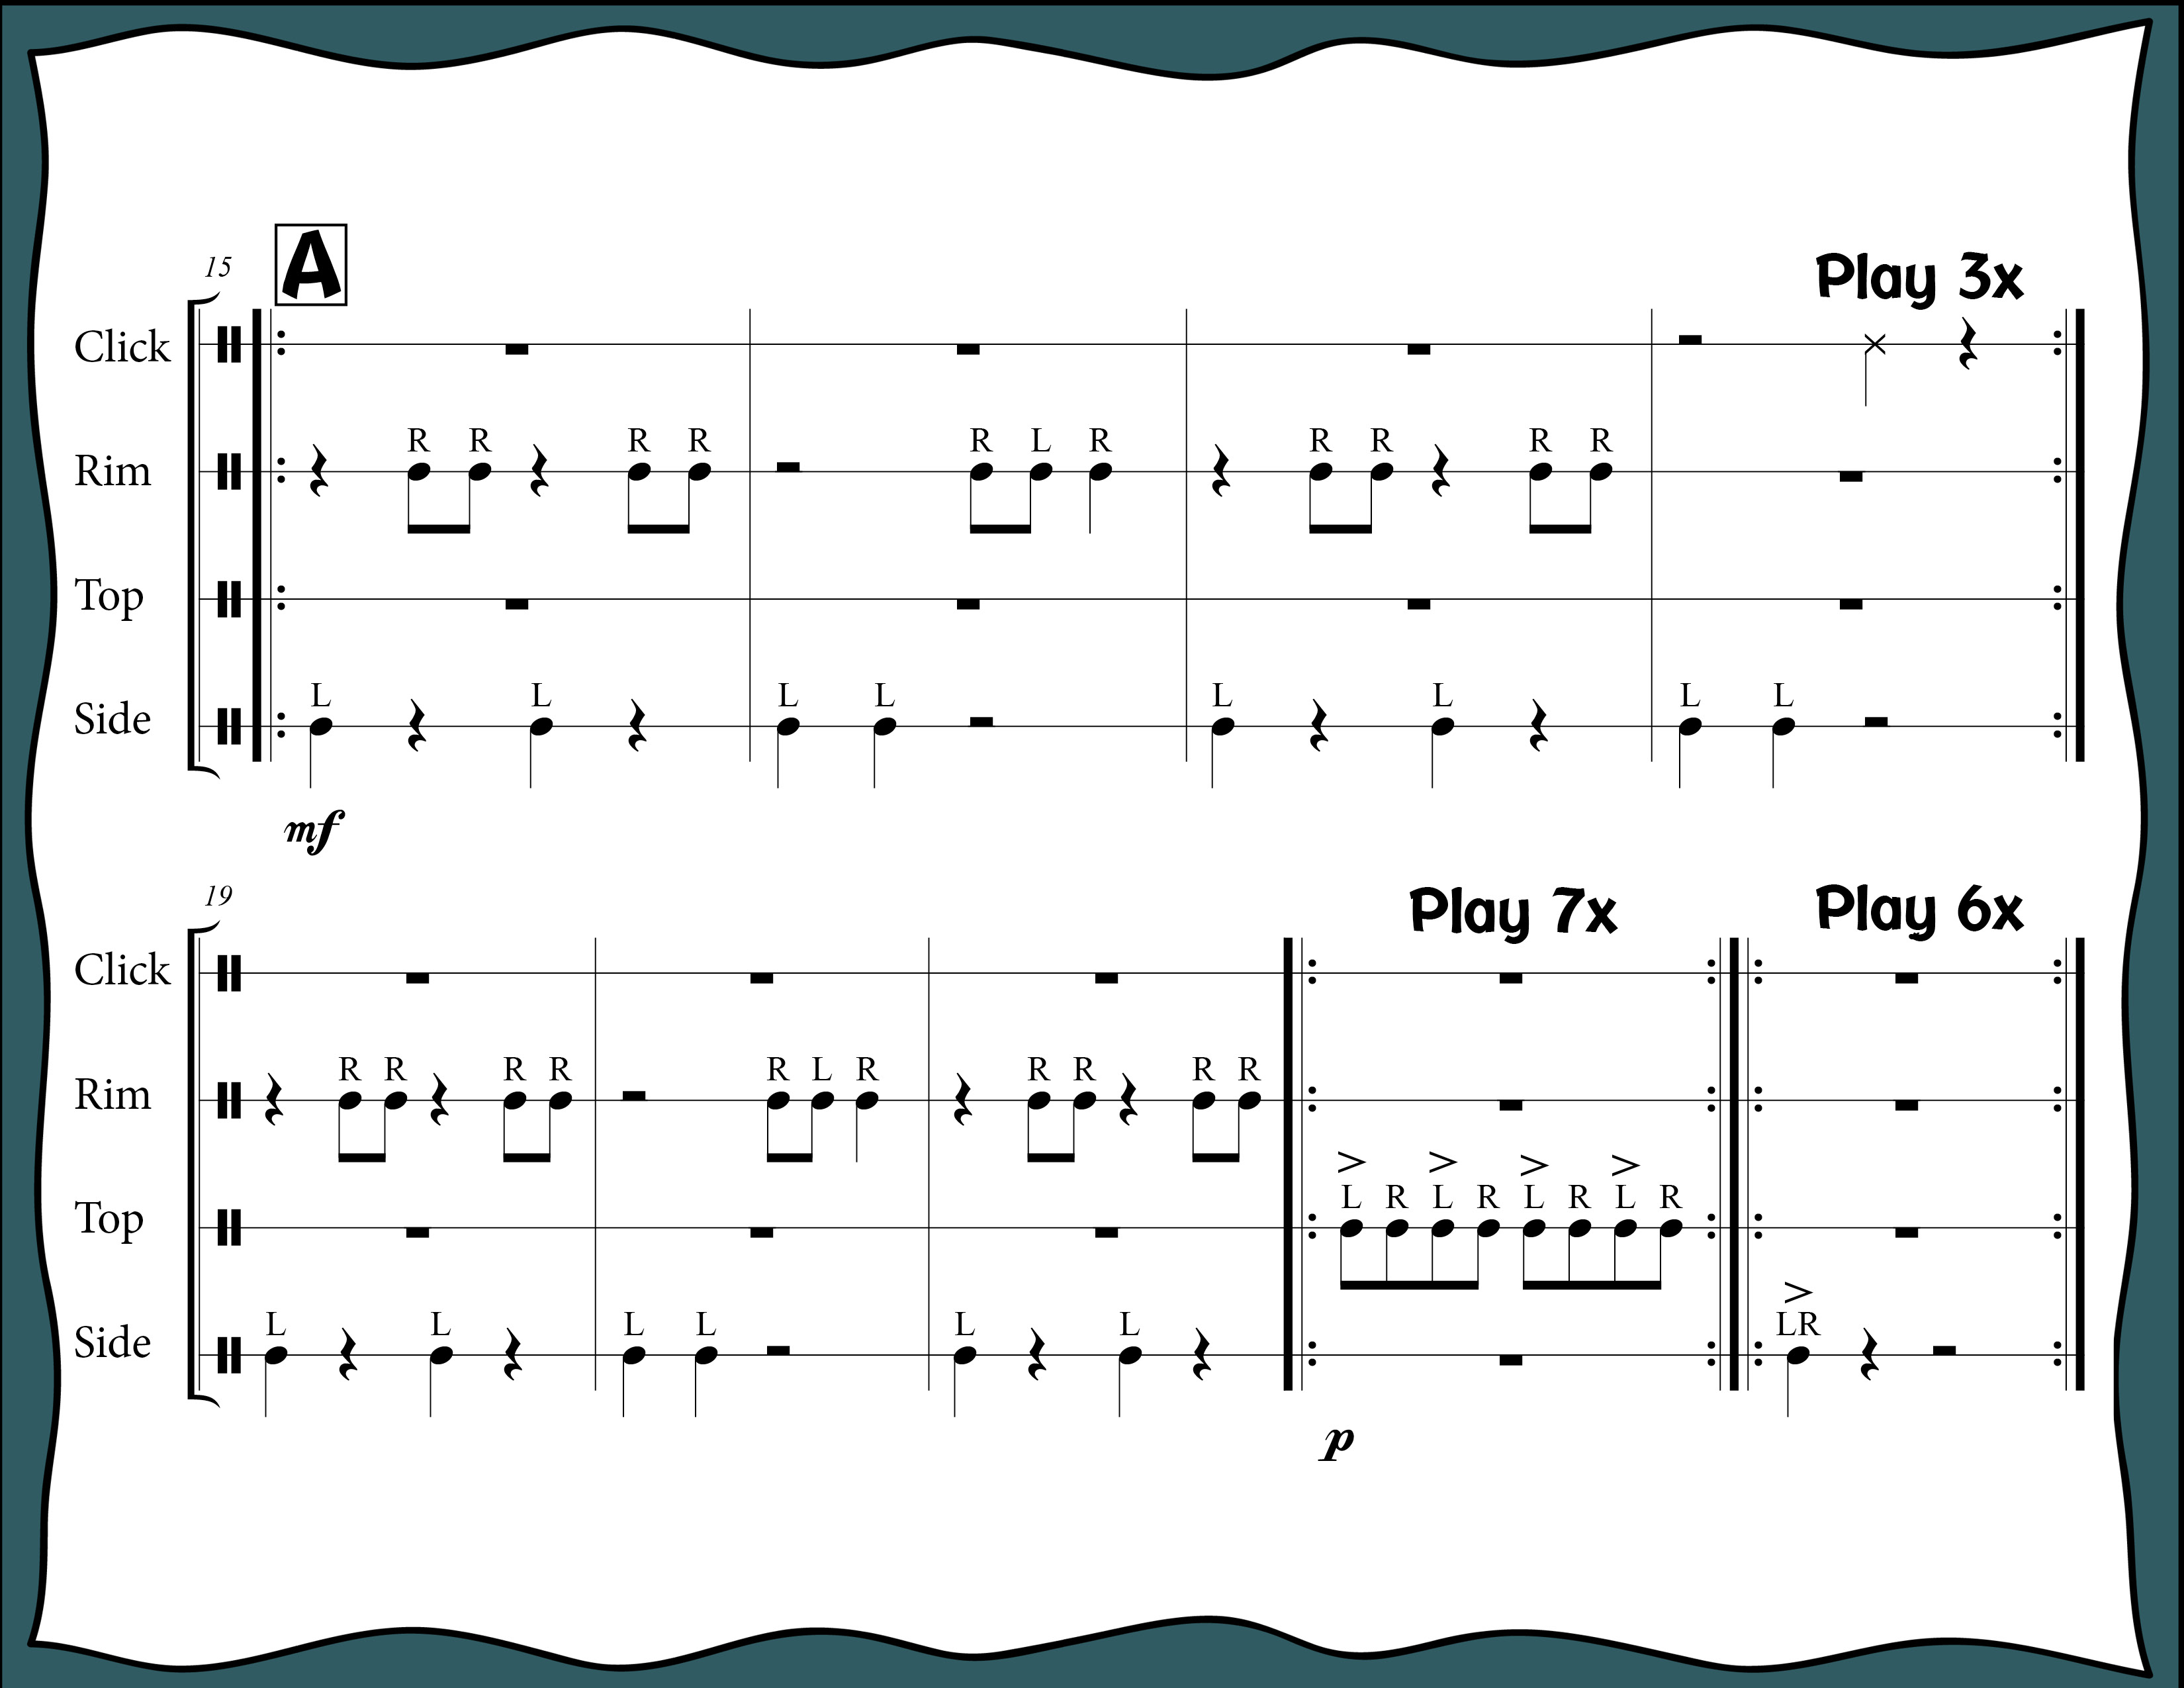 15 A Play 3x
Click
R R R R R L R R R R R
Rim
Top
L L L L L L L L
Side
mf
19 Play 7x Play 6x
Click
R R R R R L R R R R R
Rim
L R L R L R L R
Top
L L L L L L LR
Side
p